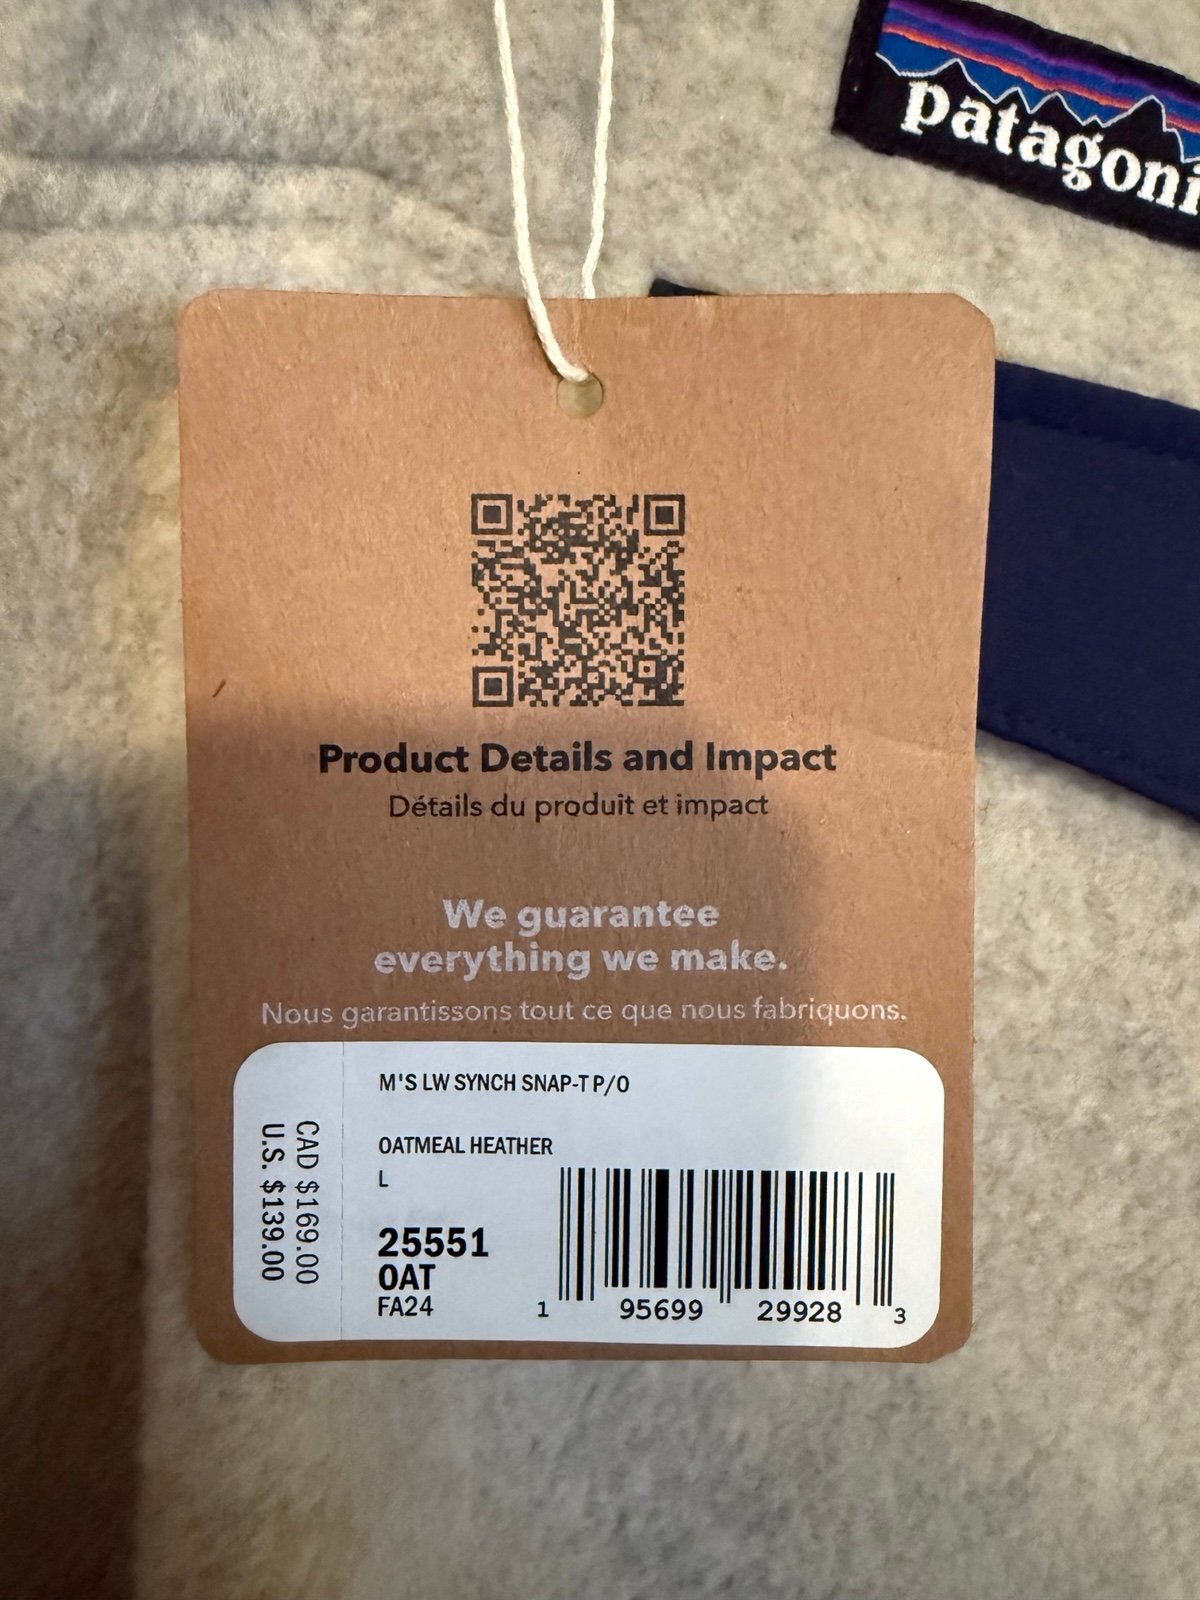 patagoni
Product Details and Impact
Détails du produit et impact
We guarantee
everything we make.
Nous garantissons tout ce que nous fabriquons.
M'S LW SYNCH SNAP-T P/O
OATMEAL HEATHER
L
25551
OAT
FA24
1 95699 29928 3
CAD $169.00
U.S. $139.00